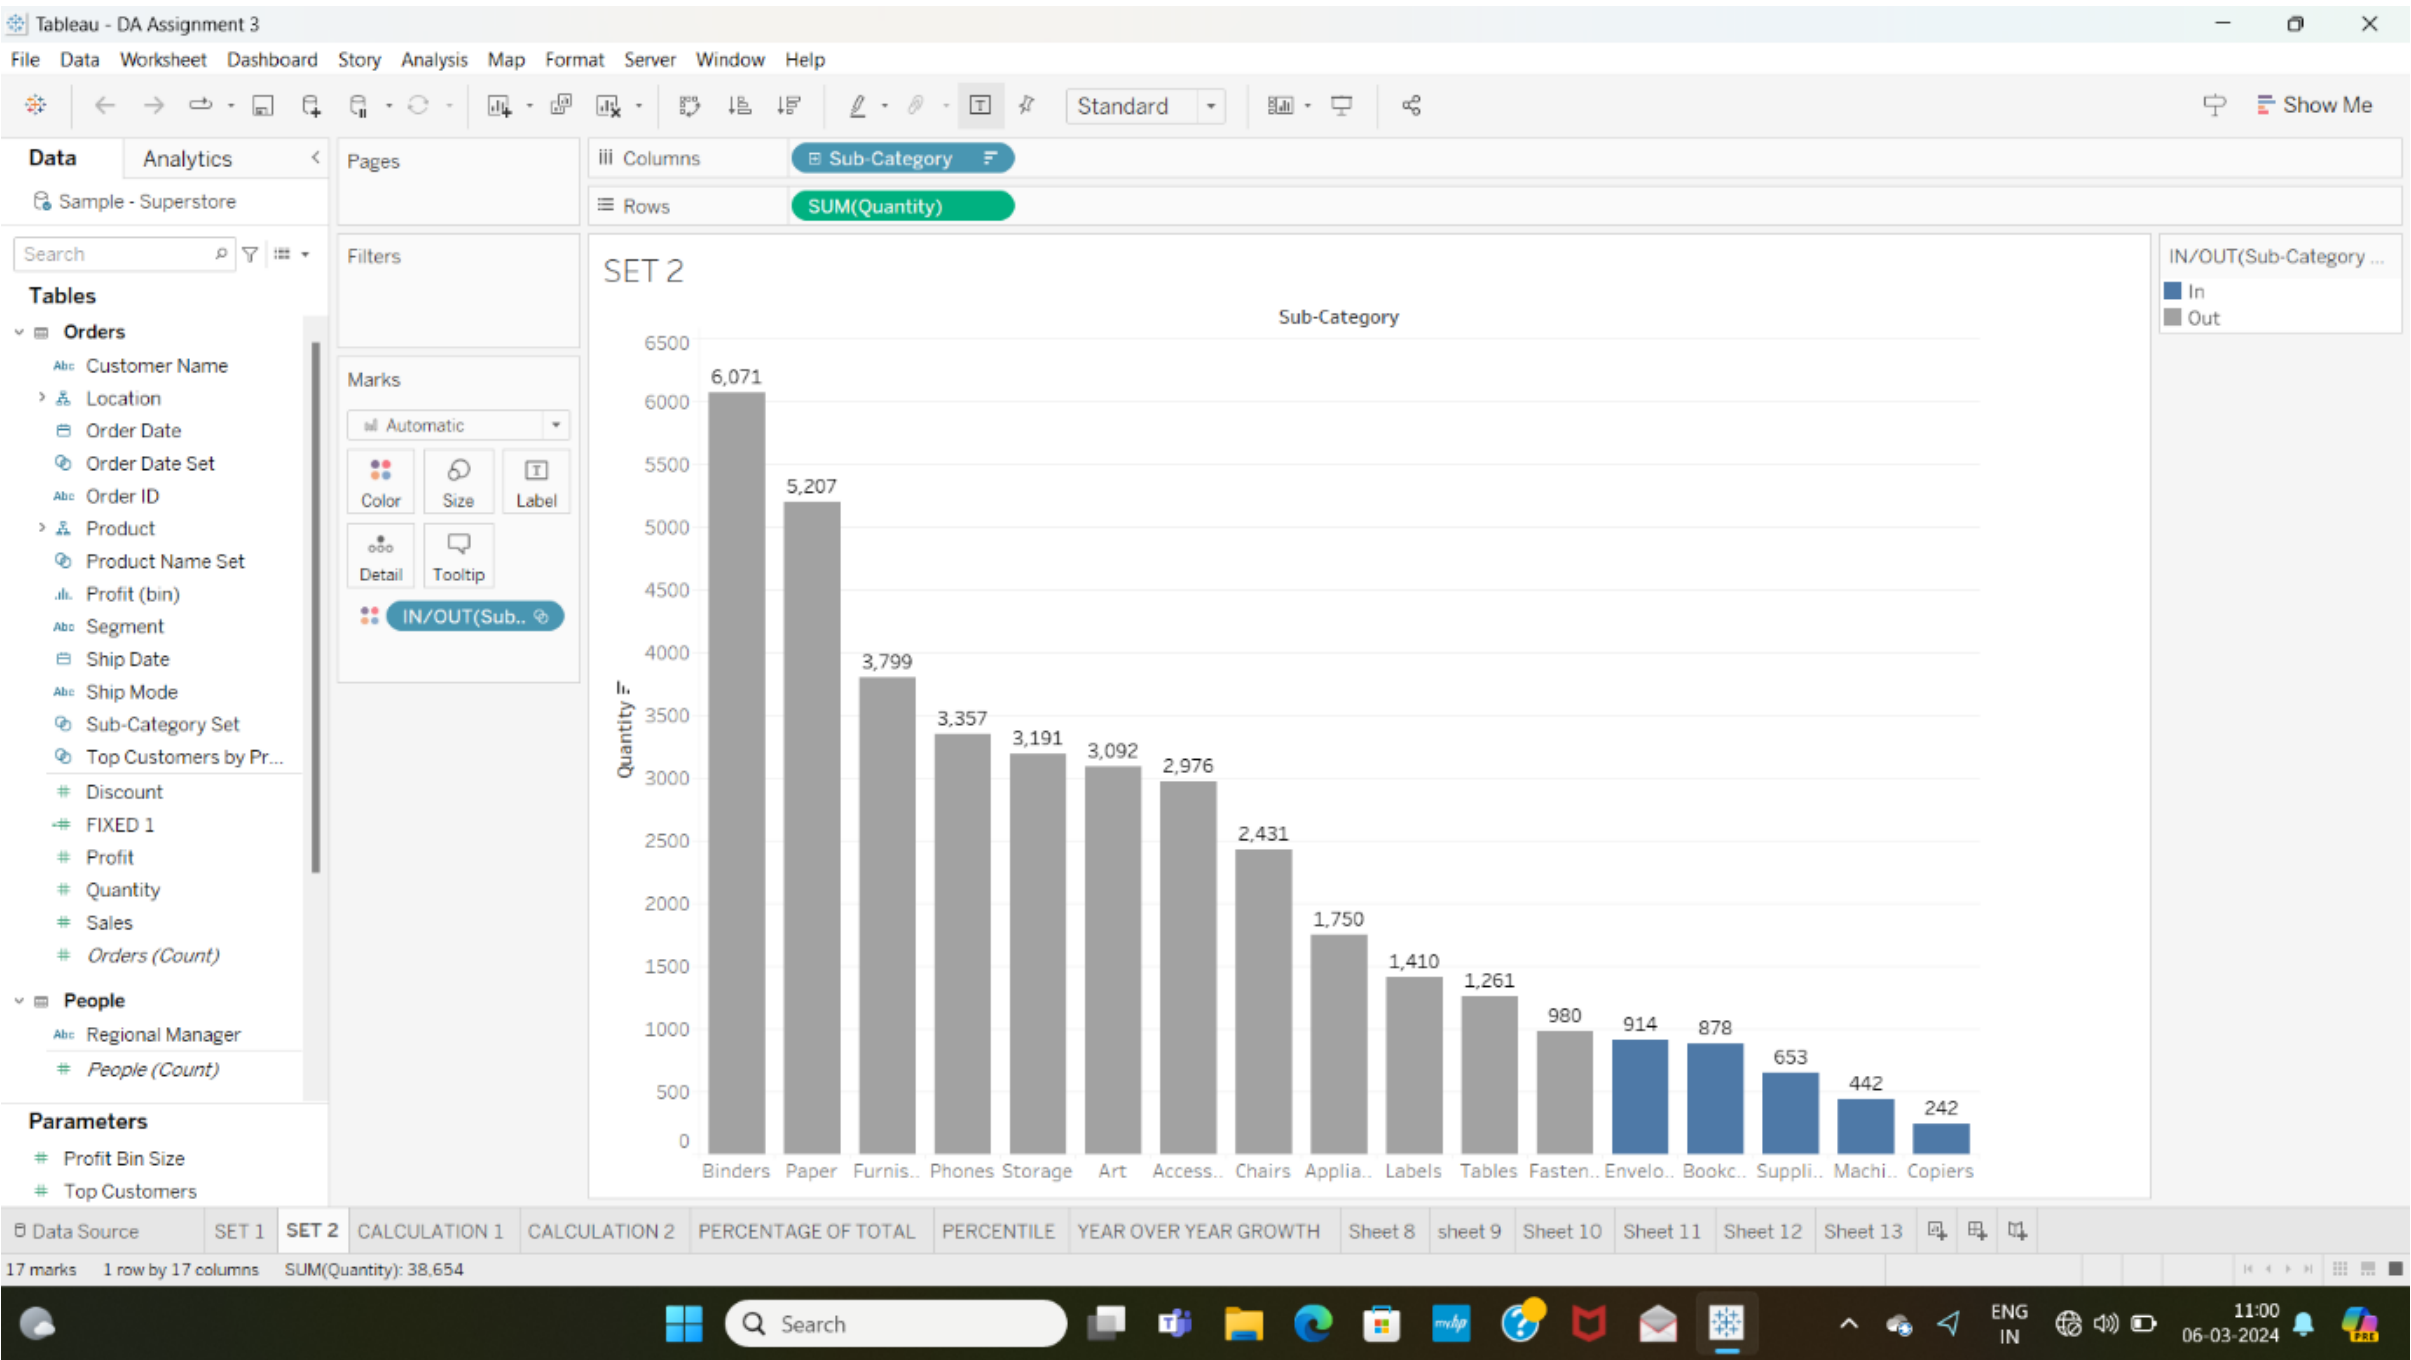 Tableau - DA Assignment 3
File Data Worksheet Dashboard Story Analysis Map Format Server Window Help
Standard
Show Me
Data Analytics
Sample - Superstore
Search
Tables
Orders
Abc Customer Name
Location
Order Date
Order Date Set
Abc Order ID
Product
Product Name Set
Profit (bin)
Abc Segment
Ship Date
Abc Ship Mode
Sub-Category Set
Top Customers by Pr...
# Discount
# FIXED 1
# Profit
# Quantity
# Sales
# Orders (Count)
People
Abc Regional Manager
# People (Count)
Parameters
# Profit Bin Size
# Top Customers
Pages
Filters
Marks
Automatic
Color Size Label
Detail Tooltip
IN/OUT(Sub..
Columns Sub-Category
Rows SUM(Quantity)
SET 2
Sub-Category
Quantity
6500
6000
5500
5000
4500
4000
3500
3000
2500
2000
1500
1000
500
0
6,071
5,207
3,799
3,357
3,191
3,092
2,976
2,431
1,750
1,410
1,261
980
914
878
653
442
242
Binders Paper Furnis.. Phones Storage Art Access.. Chairs Applia.. Labels Tables Fasten.. Envelo.. Bookc.. Suppli.. Machi.. Copiers
IN/OUT(Sub-Category ...
In
Out
Data Source SET 1 SET 2 CALCULATION 1 CALCULATION 2 PERCENTAGE OF TOTAL PERCENTILE YEAR OVER YEAR GROWTH Sheet 8 sheet 9 Sheet 10 Sheet 11 Sheet 12 Sheet 13
17 marks 1 row by 17 columns SUM(Quantity): 38,654
Search
myhp
PRE
ENG
IN
11:00
06-03-2024